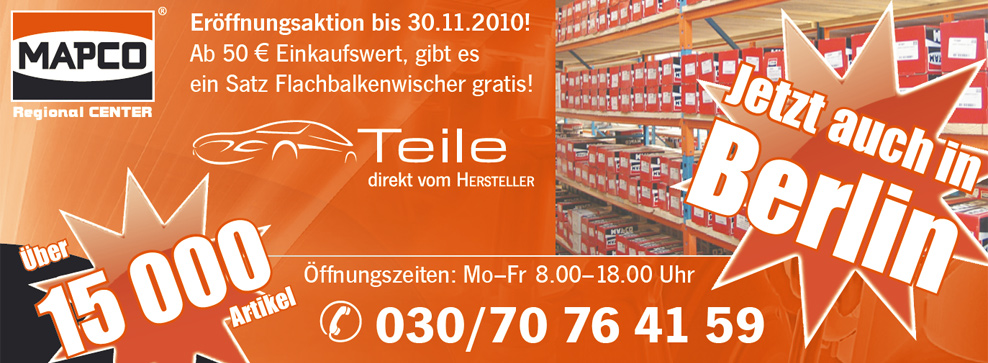 MAPCO
®
Regional CENTER
Eröffnungsaktion bis 30.11.2010!
Ab 50 € Einkaufswert, gibt es
ein Satz Flachbalkenwischer gratis!
Teile
direkt vom HERSTELLER
Jetzt auch in
Berlin
Über
15 000
Artikel
Öffnungszeiten: Mo–Fr 8.00–18.00 Uhr
030/70 76 41 59